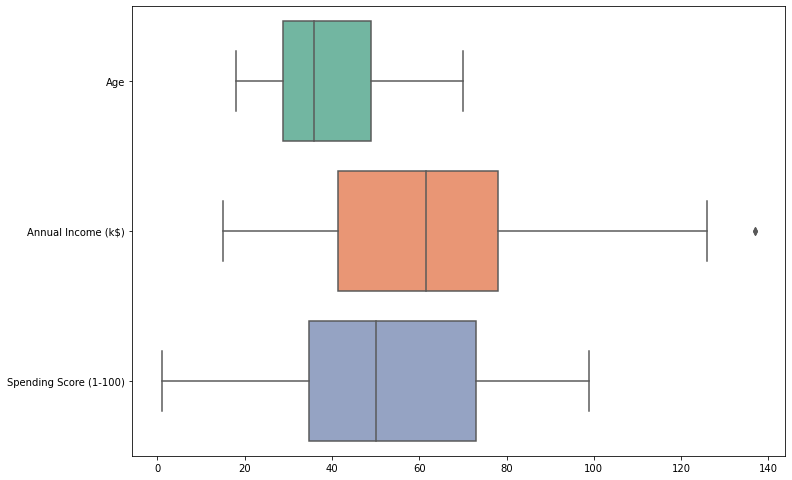 Age
Annual Income (k$)
Spending Score (1-100)
0 20 40 60 80 100 120 140